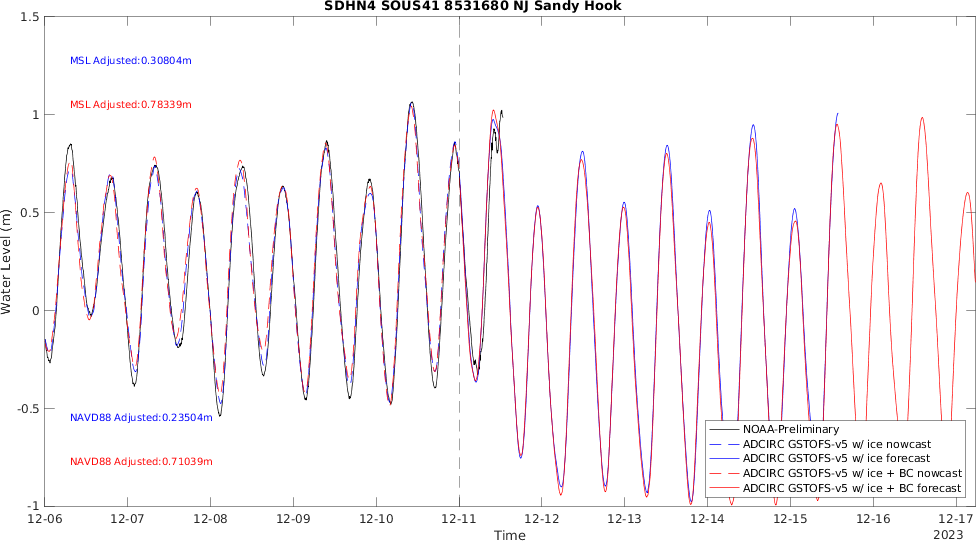 SDHN4 SOUS41 8531680 NJ Sandy Hook
1.5
1
0.5
0
-0.5
-1
Water Level (m)
MSL Adjusted:0.30804m
MSL Adjusted:0.78339m
NAVD88 Adjusted:0.23504m
NAVD88 Adjusted:0.71039m
NOAA-Preliminary
ADCIRC GSTOFS-v5 w/ ice nowcast
ADCIRC GSTOFS-v5 w/ ice forecast
ADCIRC GSTOFS-v5 w/ ice + BC nowcast
ADCIRC GSTOFS-v5 w/ ice + BC forecast
12-06 12-07 12-08 12-09 12-10 12-11 12-12 12-13 12-14 12-15 12-16 12-17
Time
2023